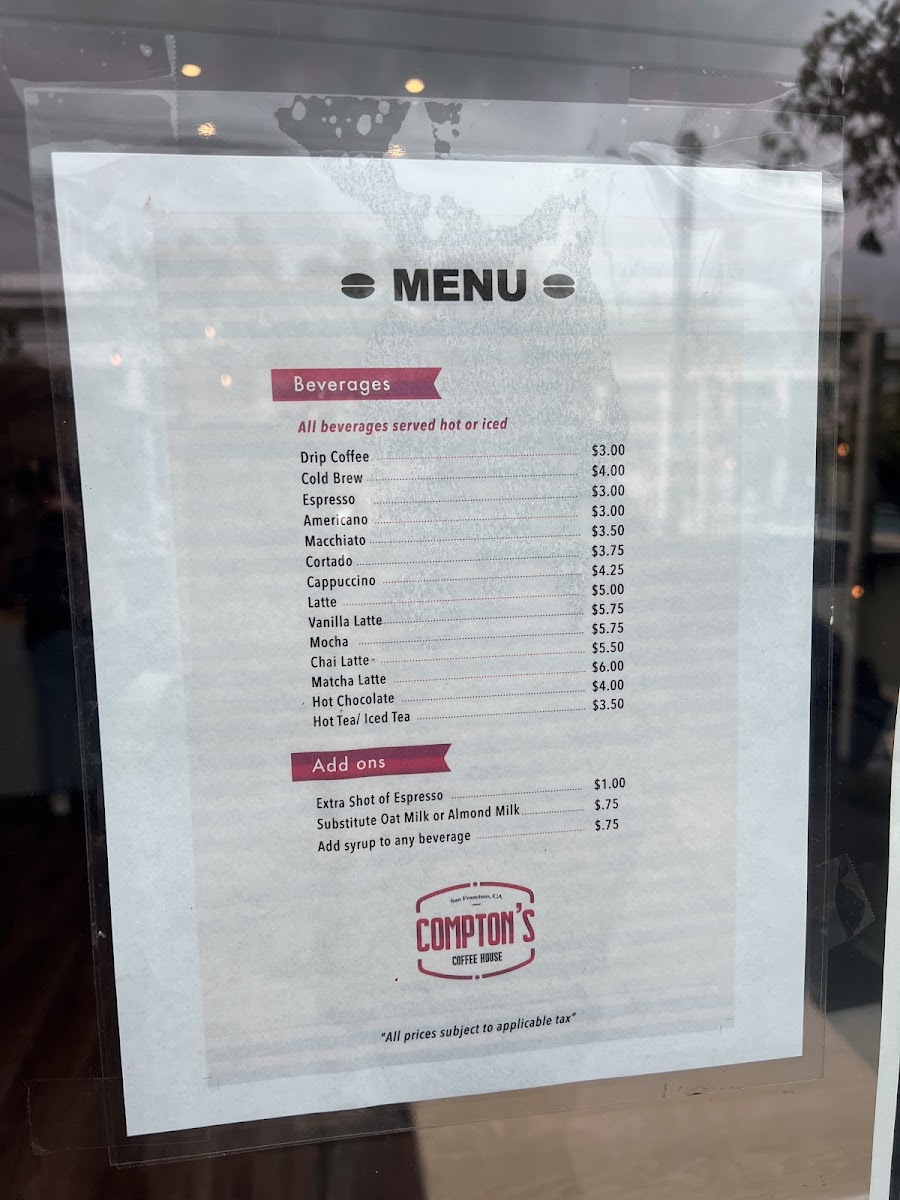 MENU
Beverages
All beverages served hot or iced
Drip Coffee $3.00
Cold Brew $4.00
Espresso $3.00
Americano $3.00
Macchiato $3.50
Cortado $3.75
Cappuccino $4.25
Latte $5.00
Vanilla Latte $5.75
Mocha $5.75
Chai Latte $5.50
Matcha Latte $6.00
Hot Chocolate $4.00
Hot Tea/ Iced Tea $3.50
Add ons
Extra Shot of Espresso $1.00
Substitute Oat Milk or Almond Milk $.75
Add syrup to any beverage $.75
San Francisco, CA
COMPTON'S
COFFEE HOUSE
"All prices subject to applicable tax"